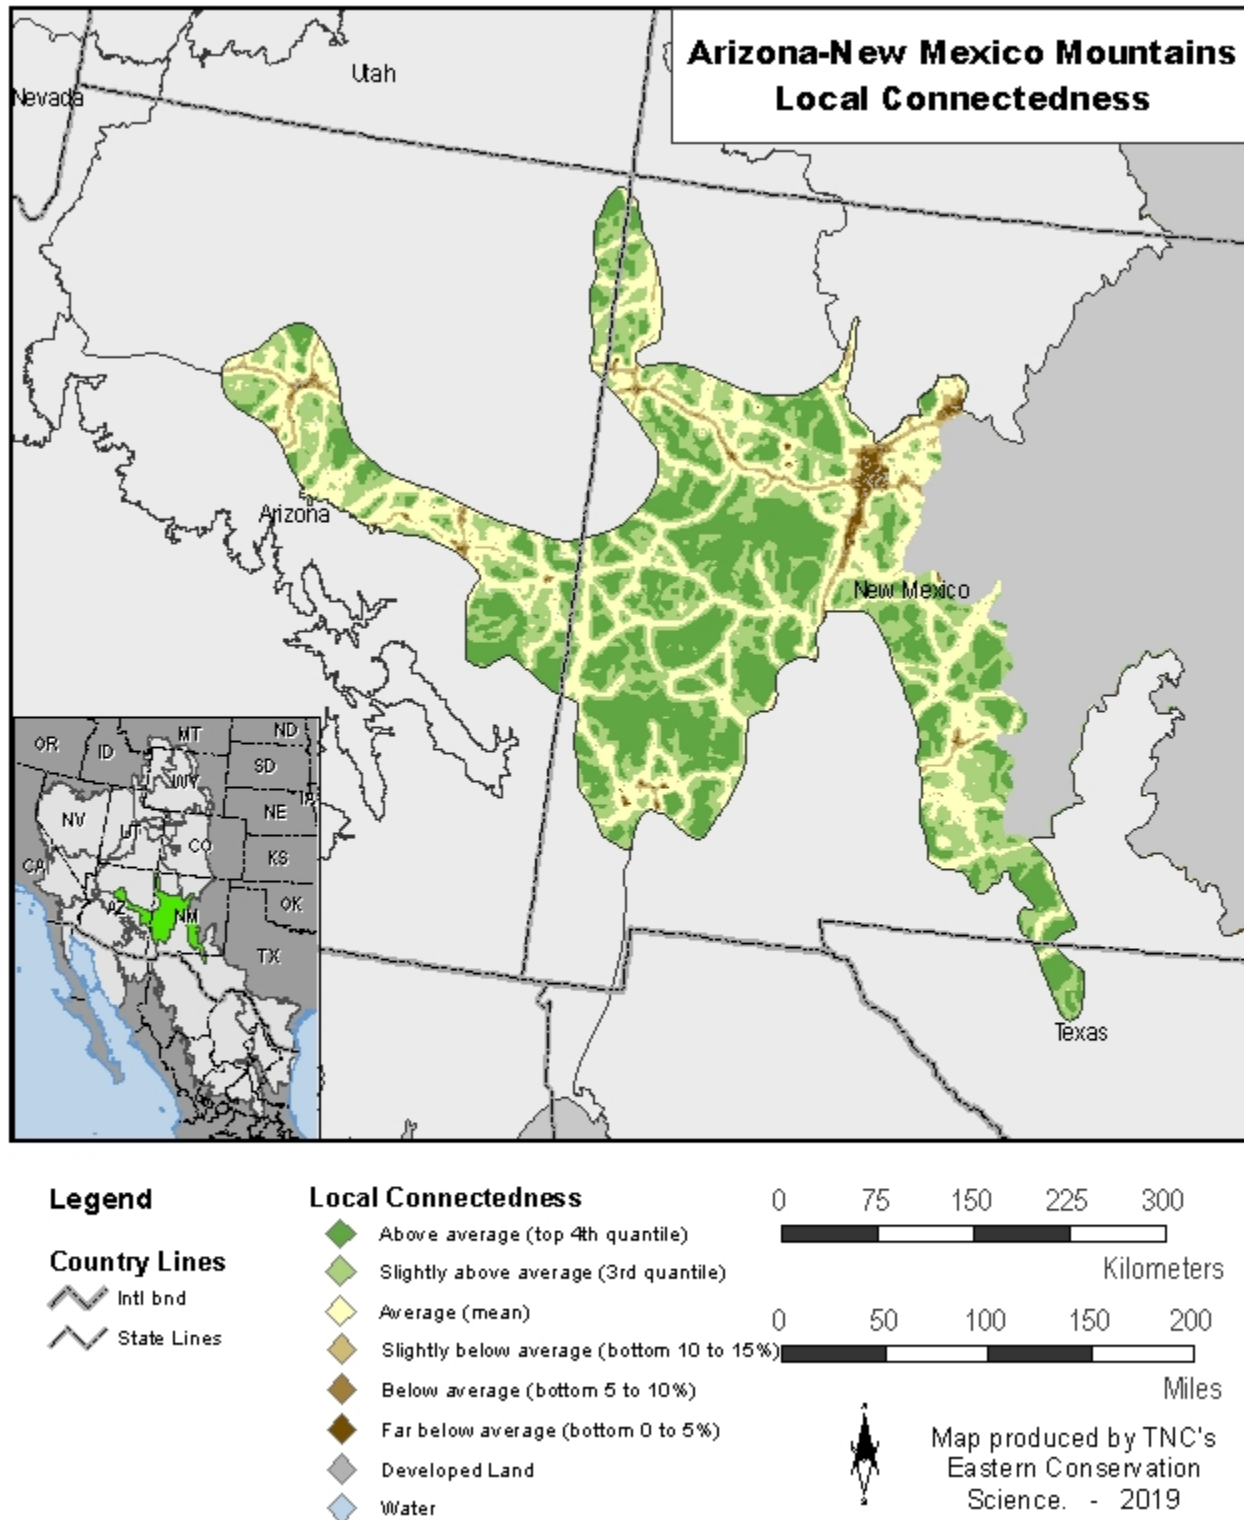 Arizona-New Mexico Mountains
Local Connectedness
Utah
Nevada
Arizona
New Mexico
Texas
OR
ID
MT
ND
WY
SD
IA
NV
UT
NE
CO
CA
KS
AZ
NM
OK
TX
Legend
Country Lines
Intl bnd
State Lines
Local Connectedness
Above average (top 4th quantile)
Slightly above average (3rd quantile)
Average (mean)
Slightly below average (bottom 10 to 15%)
Below average (bottom 5 to 10%)
Far below average (bottom 0 to 5%)
Developed Land
Water
0 75 150 225 300
Kilometers
0 50 100 150 200
Miles
Map produced by TNC's
Eastern Conservation
Science. - 2019